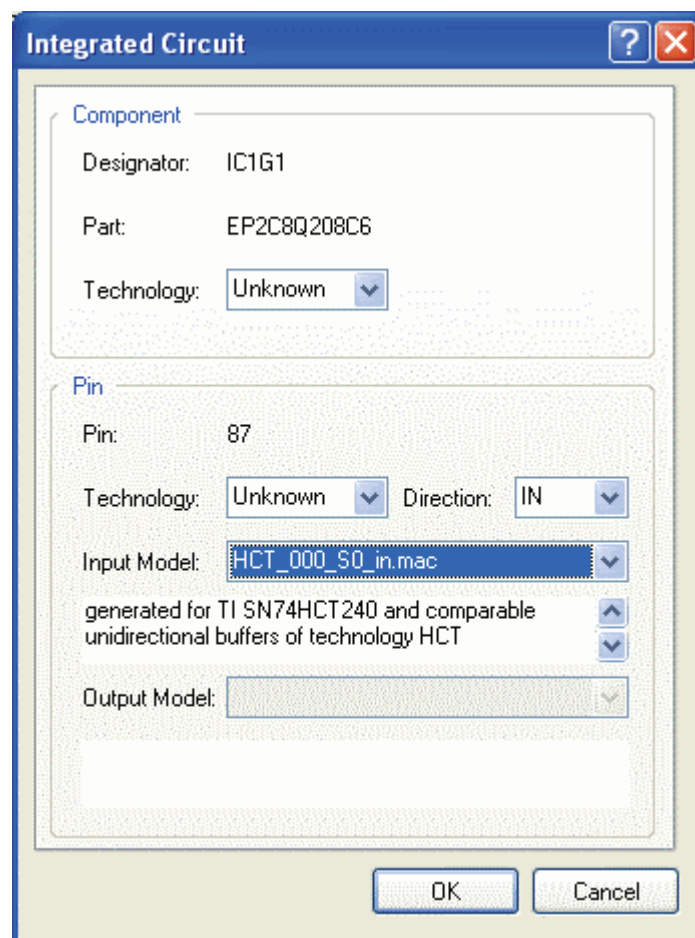 Integrated Circuit
Component
Designator: IC1G1
Part: EP2C8Q208C6
Technology: Unknown
Pin
Pin: 87
Technology: Unknown Direction: IN
Input Model: HCT_000_S0_in.mac
generated for TI SN74HCT240 and comparable
unidirectional buffers of technology HCT
Output Model:
OK Cancel